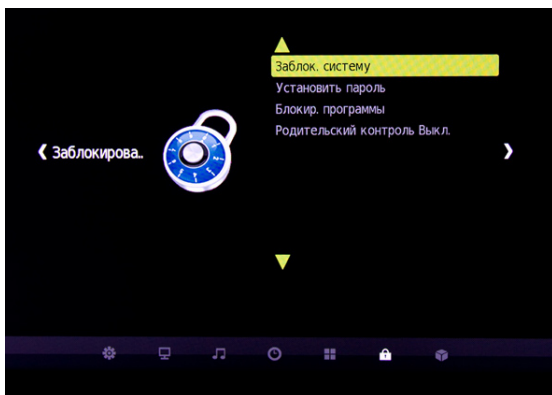 Заблокирова..
Заблок. систему
Установить пароль
Блокир. программы
Родительский контроль Выкл.